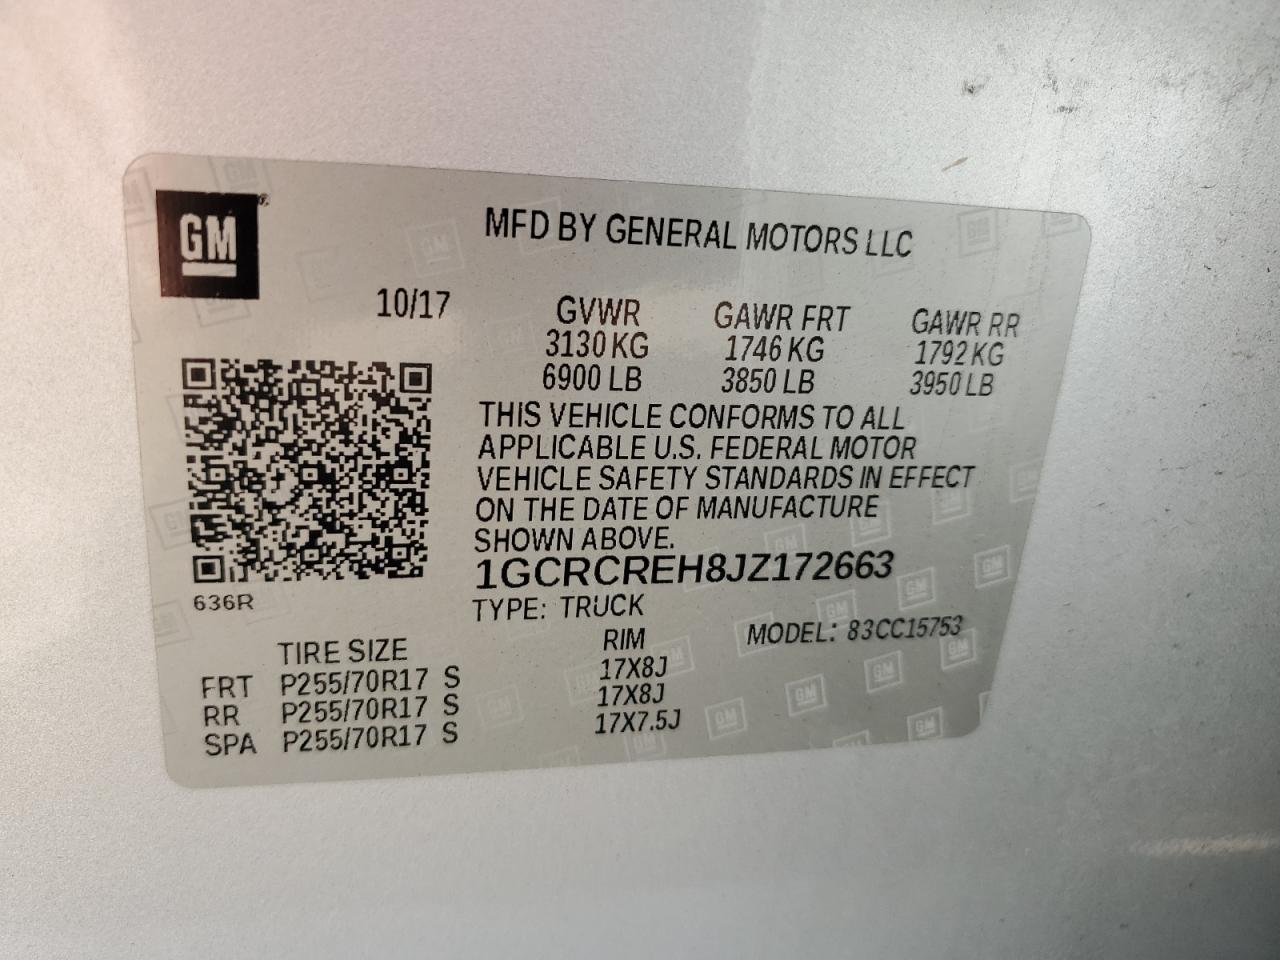 GM
MFD BY GENERAL MOTORS LLC
10/17
GVWR GAWR FRT GAWR RR
3130 KG 1746 KG 1792 KG
6900 LB 3850 LB 3950 LB
THIS VEHICLE CONFORMS TO ALL
APPLICABLE U.S. FEDERAL MOTOR
VEHICLE SAFETY STANDARDS IN EFFECT
ON THE DATE OF MANUFACTURE
SHOWN ABOVE.
1GCRCREH8JZ172663
636R
TYPE: TRUCK
MODEL: 83CC15753
TIRE SIZE RIM
FRT P255/70R17 S 17X8J
RR P255/70R17 S 17X8J
SPA P255/70R17 S 17X7.5J